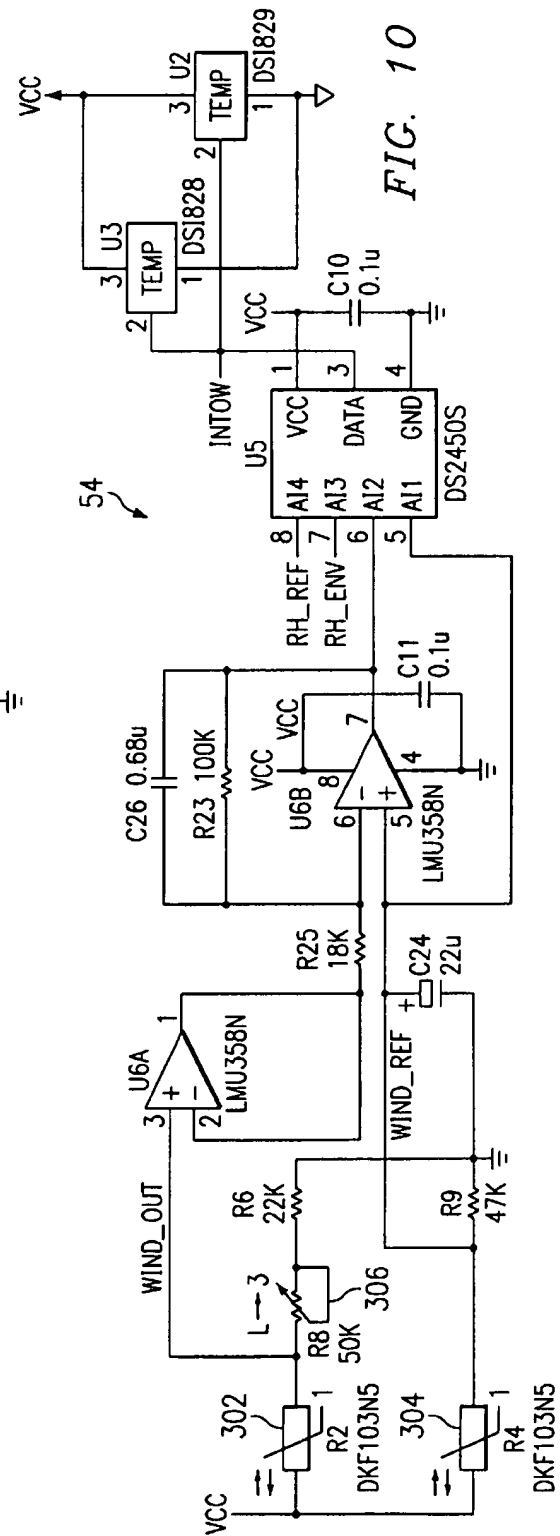 VCC
302
1
R2
DKF103N5
304
1
R4
DKF103N5
WIND_OUT
L
3
R8
50K
306
R6
22K
R9
47K
WIND_REF
3
+
2
-
U6A
1
LMU358N
R25
18K
+
C24
22u
C26 0.68u
R23 100K
VCC
VCC
U6B
8
6
-
5
+
7
4
LMU358N
C11
0.1u
54
RH_REF
RH_ENV
8
7
6
5
U5
AI4
AI3
AI2
AI1
VCC
DATA
GND
1
3
4
DS2450S
INTOW
VCC
C10
0.1u
VCC
U3
3
TEMP
2
1
DSI828
U2
3
TEMP
2
1
DSI829
FIG. 10